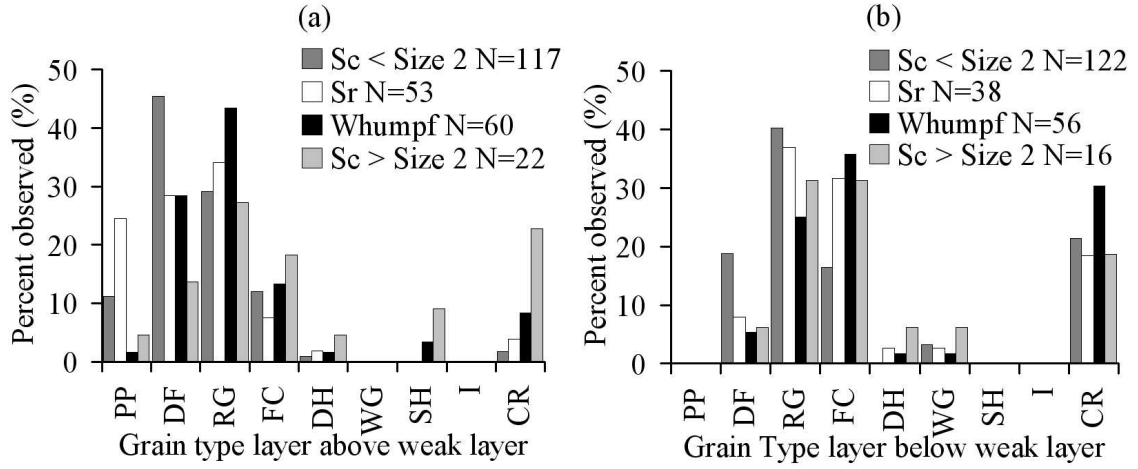 (a)
Sc < Size 2 N=117
Sr N=53
Whumpf N=60
Sc > Size 2 N=22
Percent observed (%)
50
40
30
20
10
0
PP
DF
RG
FC
DH
WG
SH
I
CR
Grain type layer above weak layer
(b)
Sc < Size 2 N=122
Sr N=38
Whumpf N=56
Sc > Size 2 N=16
Percent observed (%)
50
40
30
20
10
0
PP
DF
RG
FC
DH
WG
SH
I
CR
Grain Type layer below weak layer